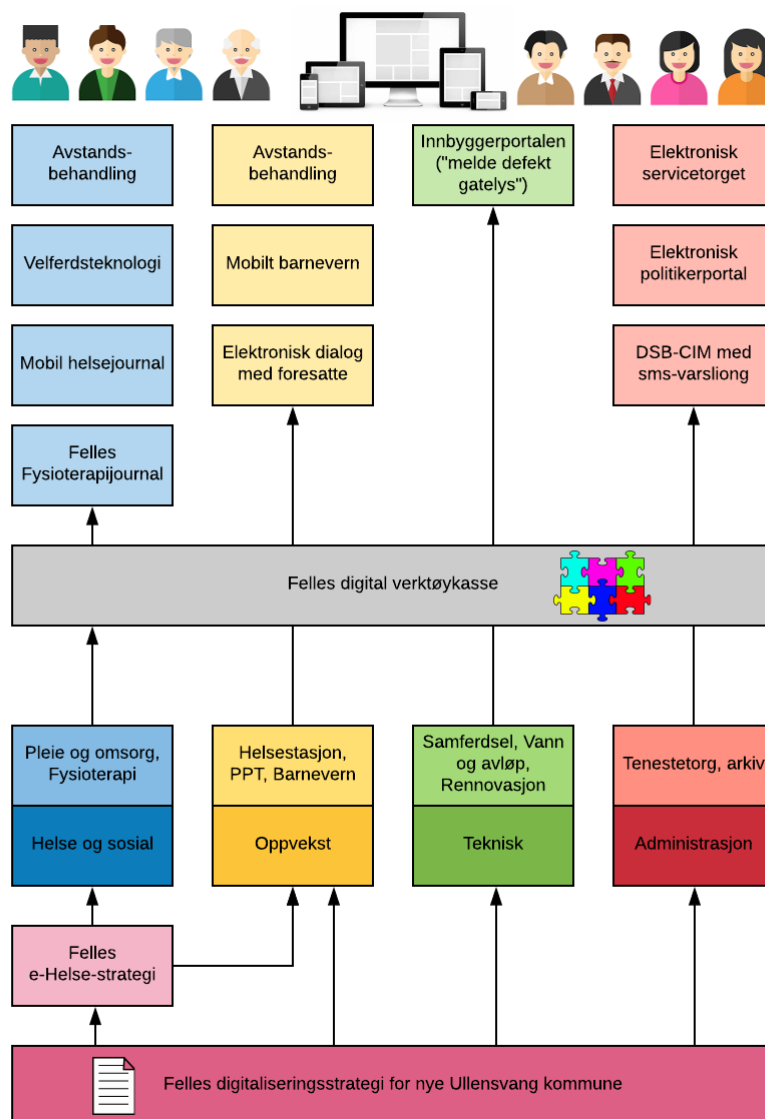 Avstands-
behandling
Avstands-
behandling
Innbyggerportalen
("melde defekt
gatelys")
Elektronisk
servicetorget
Velferdsteknologi
Mobilt barnevern
Elektronisk
politikerportal
Mobil helsejournal
Elektronisk dialog
med foresatte
DSB-CIM med
sms-varsliong
Felles
Fysioterapijournal
Felles digital verktøykasse
Pleie og omsorg,
Fysioterapi
Helsestasjon,
PPT, Barnevern
Samferdsel, Vann
og avløp,
Rennovasjon
Tenestetorg, arkiv
Helse og sosial
Oppvekst
Teknisk
Administrasjon
Felles
e-Helse-strategi
Felles digitaliseringsstrategi for nye Ullensvang kommune